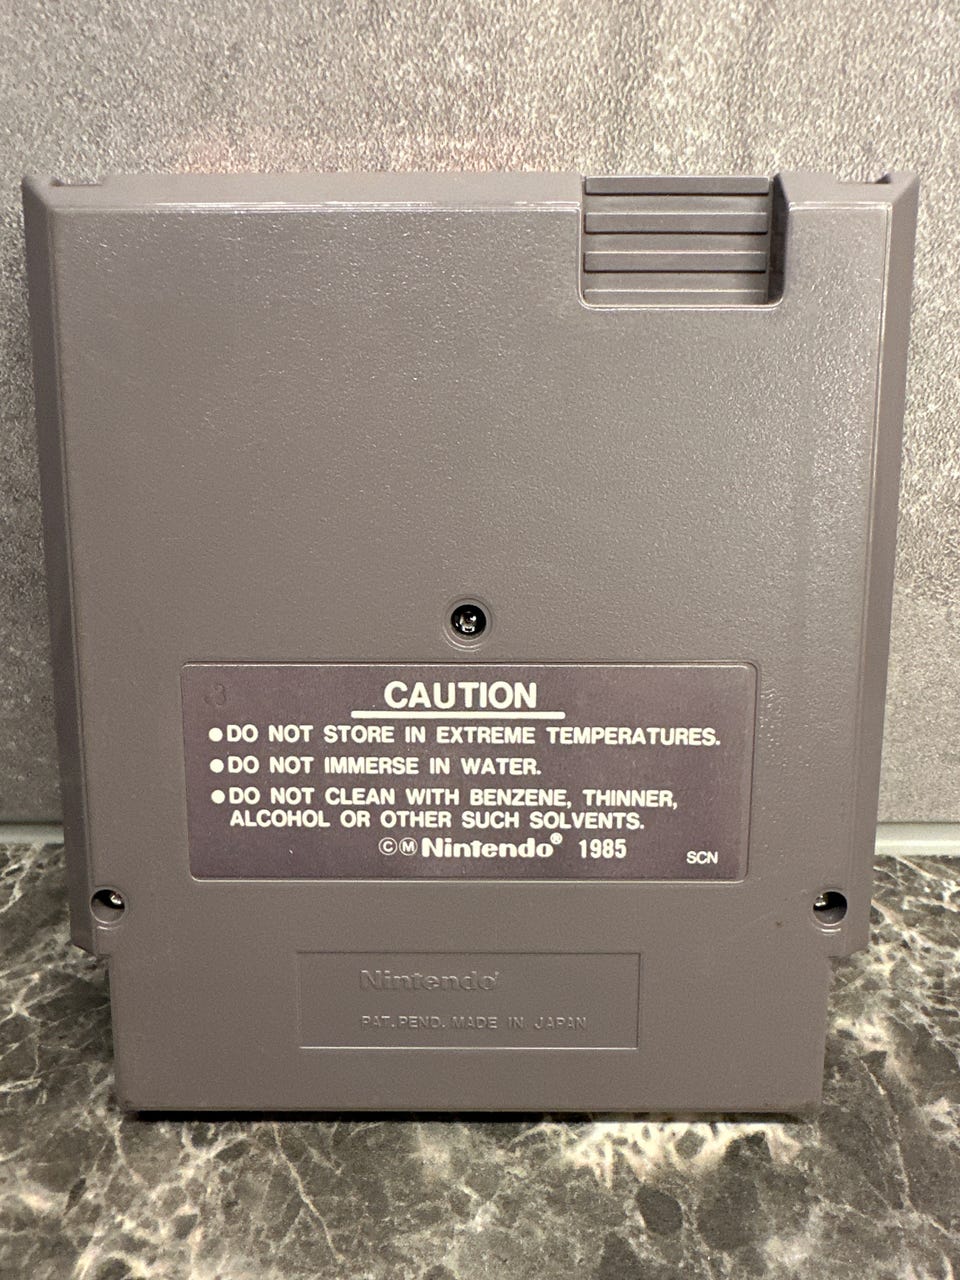 3
CAUTION
●DO NOT STORE IN EXTREME TEMPERATURES.
●DO NOT IMMERSE IN WATER.
●DO NOT CLEAN WITH BENZENE, THINNER,
ALCOHOL OR OTHER SUCH SOLVENTS.
©Ⓜ Nintendo® 1985
SCN
Nintendo®
PAT.PEND. MADE IN JAPAN